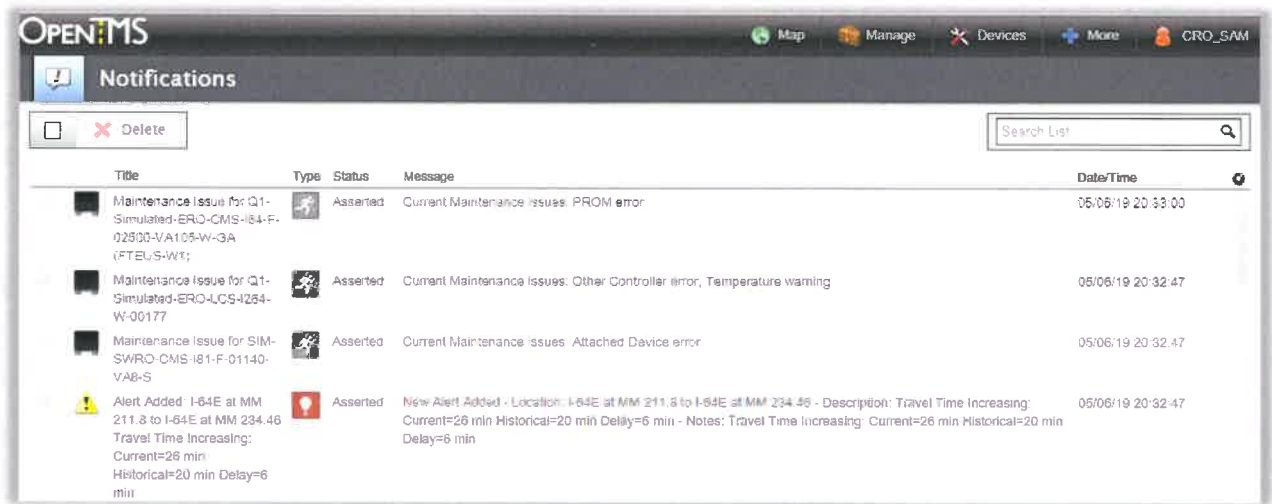 OPENTMS
Map Manage Devices More CRO_SAM
Notifications
Delete
Search List
Title Type Status Message Date/Time
Maintenance Issue for Q1-
Simulated-ERO-CMS-I64-F-
02500-VA105-W-GA
(FTEUS-W1)
Asserted
Current Maintenance Issues: PROM error
05/06/19 20:33:00
Maintenance Issue for Q1-
Simulated-ERO-LCS-I264-
W-00177
Asserted
Current Maintenance Issues: Other Controller error, Temperature warning
05/06/19 20:32:47
Maintenance Issue for SIM-
SWRO-CMS-I81-F-01140-
VA8-S
Asserted
Current Maintenance Issues: Attached Device error
05/06/19 20:32:47
Alert Added: I-64E at MM
211.8 to I-64E at MM 234.46
Travel Time Increasing:
Current=26 min
Historical=20 min Delay=6
min
Asserted
New Alert Added - Location: I-64E at MM 211.8 to I-64E at MM 234.46 - Description: Travel Time Increasing:
Current=26 min Historical=20 min Delay=6 min - Notes: Travel Time Increasing: Current=26 min Historical=20 min
Delay=6 min
05/06/19 20:32:47